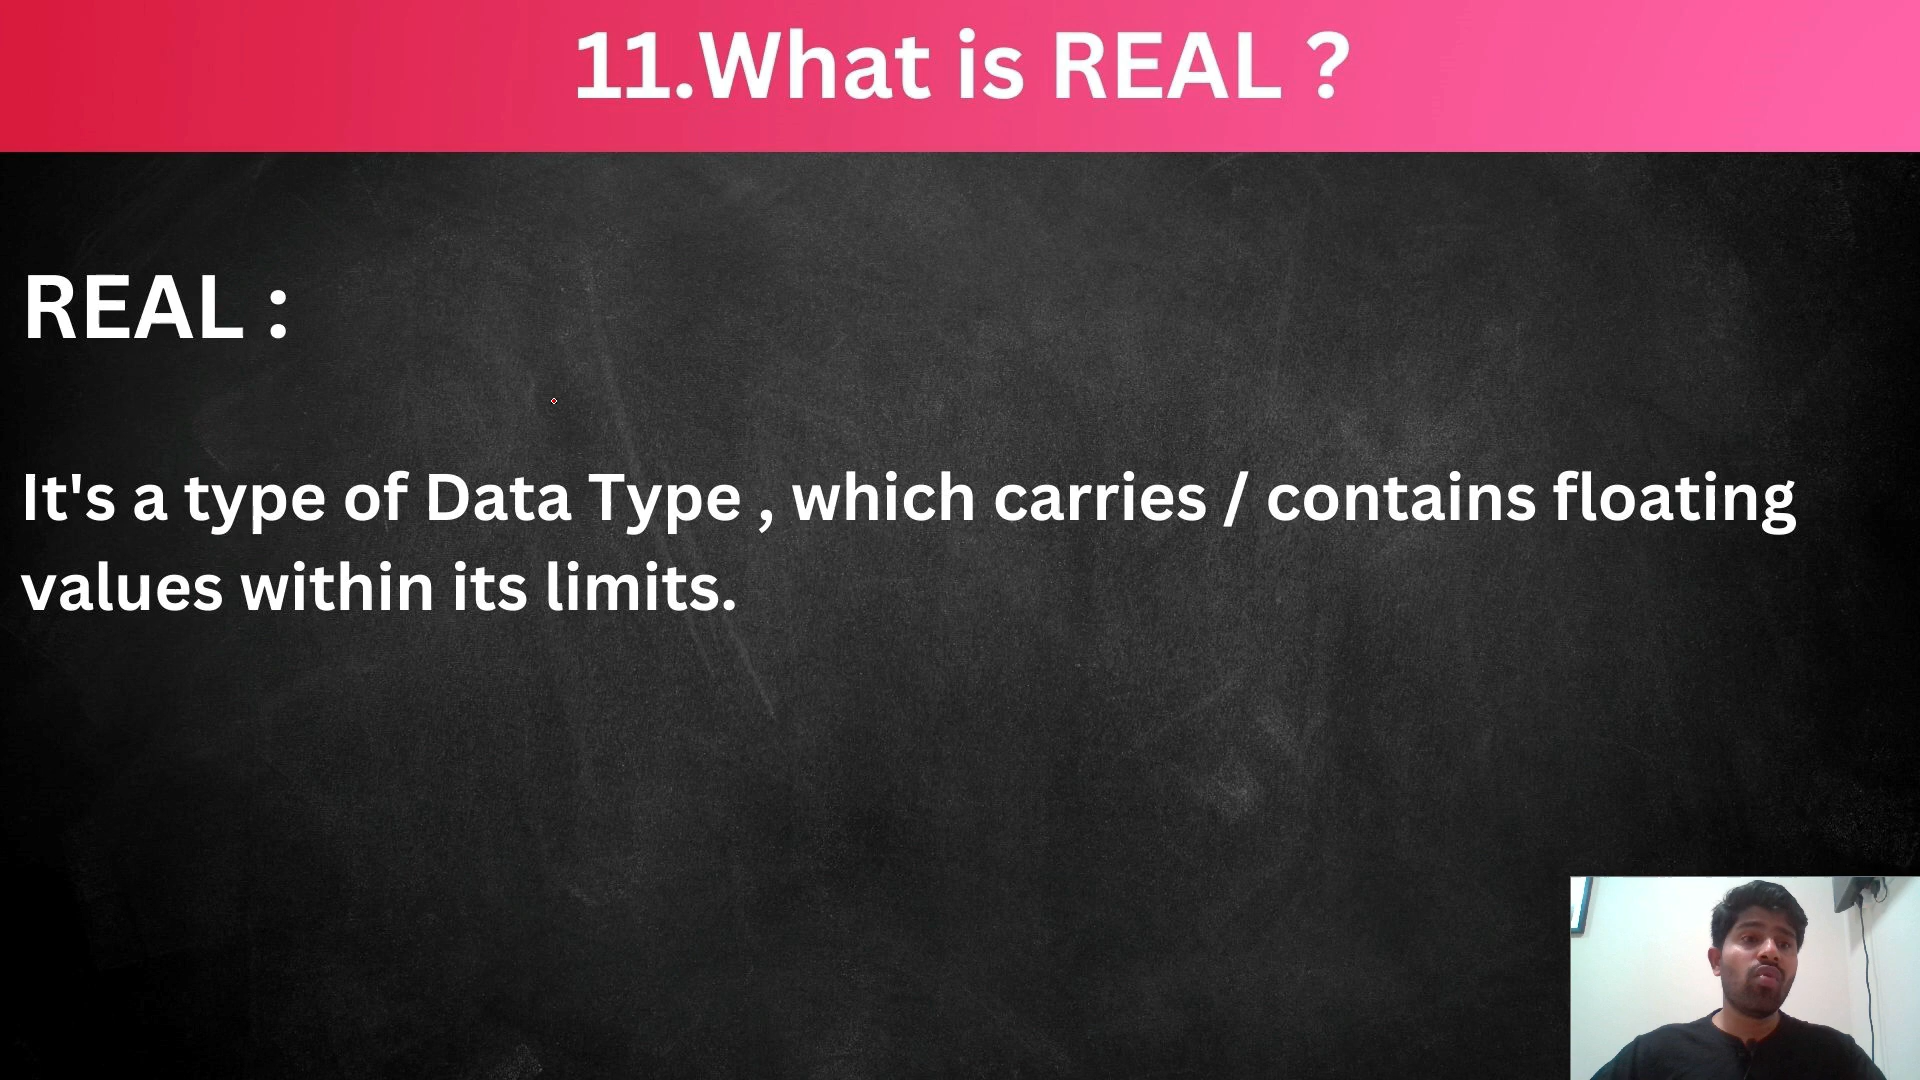 11.What is REAL ?
REAL :
It's a type of Data Type , which carries / contains floating
values within its limits.